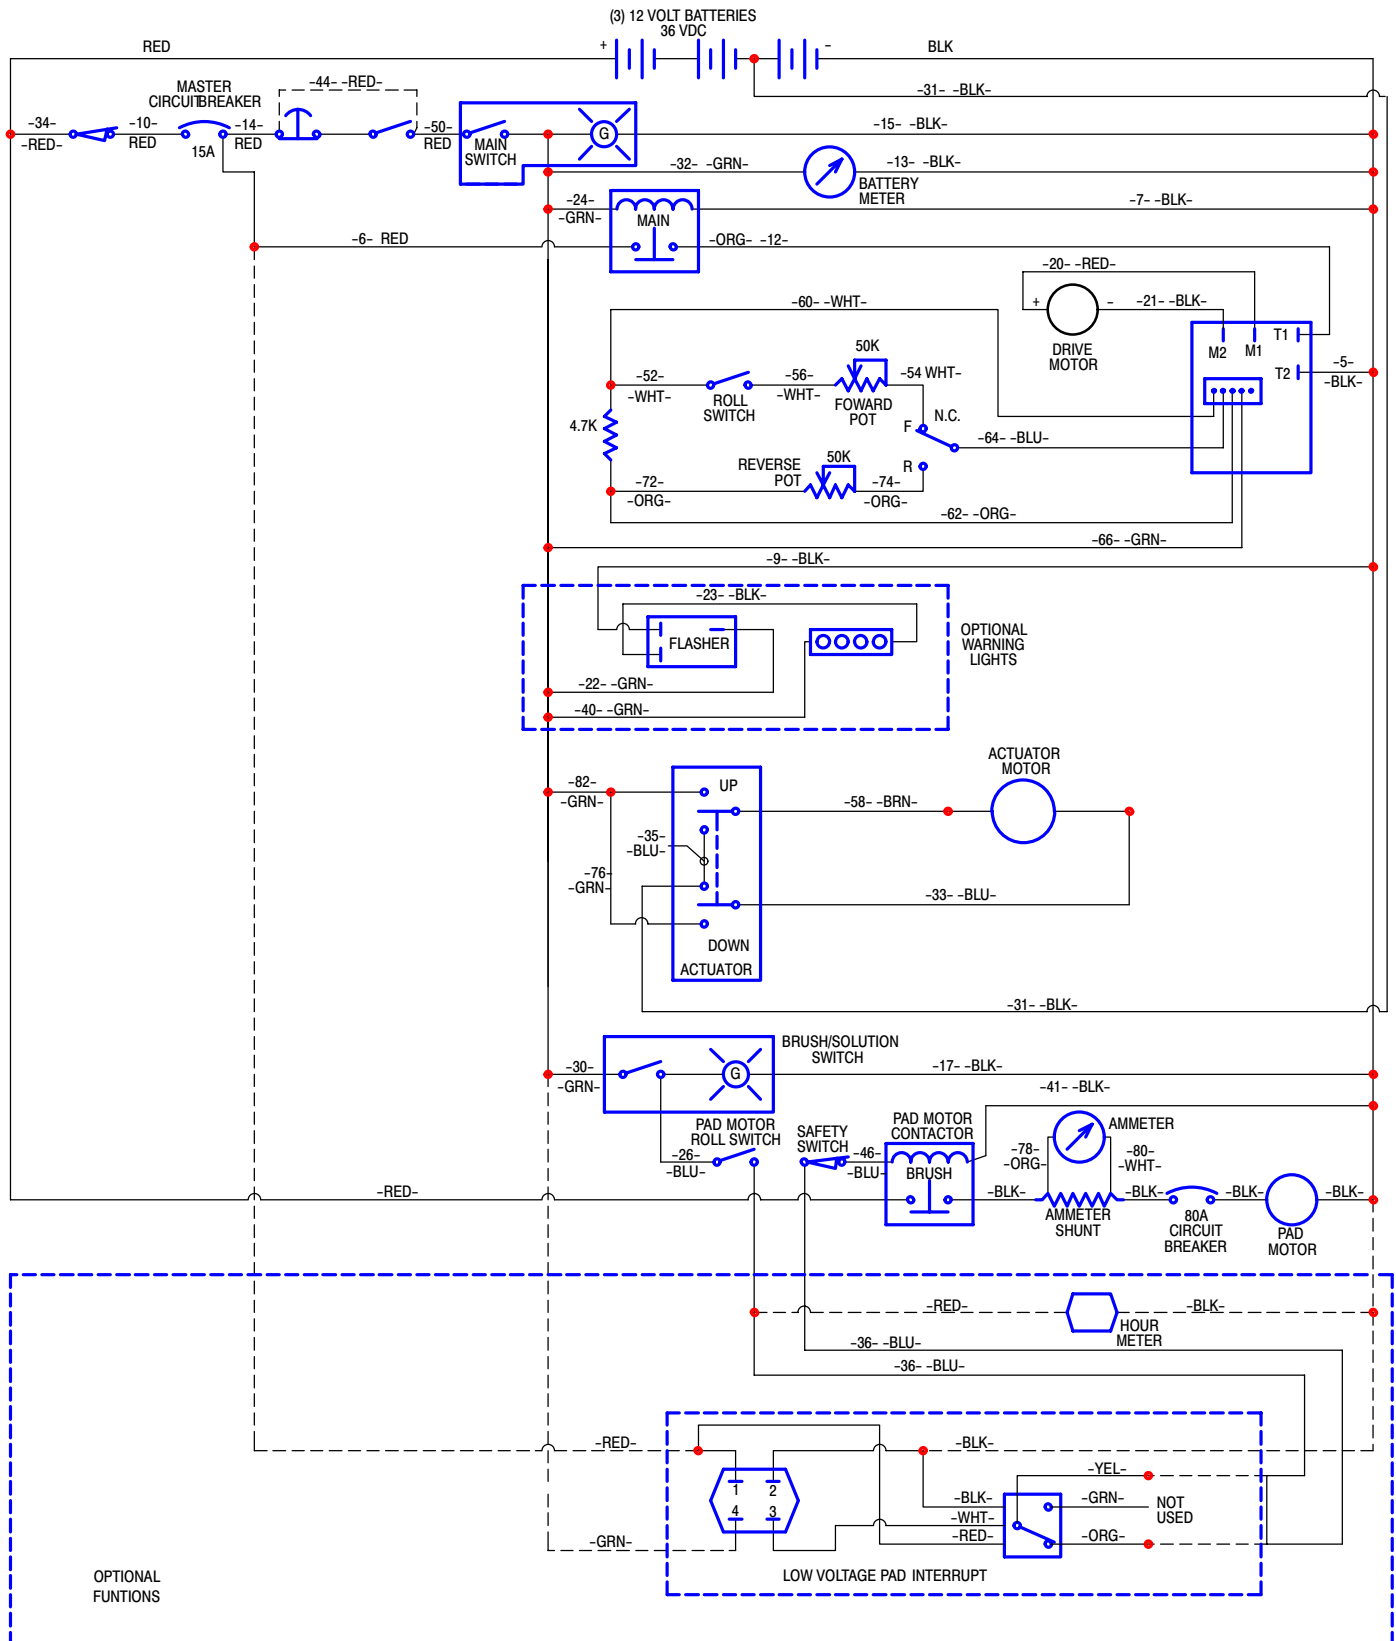 (3) 12 VOLT BATTERIES
36 VDC
RED
+
-
BLK
-31- -BLK-
-44- -RED-
MASTER
CIRCUITBREAKER
-34-
-RED-
-10-
RED
15A
-14-
RED
-50-
RED
MAIN
SWITCH
G
-15- -BLK-
-32- -GRN-
-13- -BLK-
BATTERY
METER
-24-
-GRN-
MAIN
-7- -BLK-
-6- RED
-ORG- -12-
-20- -RED-
+
-
-21- -BLK-
DRIVE
MOTOR
-60- -WHT-
M2
M1
T1
T2
-5-
-BLK-
50K
-52-
-WHT-
ROLL
SWITCH
-56-
-WHT-
FOWARD
POT
-54 WHT-
4.7K
F
N.C.
-64- -BLU-
R
REVERSE
POT
50K
-72-
-ORG-
-74-
-ORG-
-62- -ORG-
-66- -GRN-
-9- -BLK-
-23- -BLK-
FLASHER
OPTIONAL
WARNING
LIGHTS
-22- -GRN-
-40- -GRN-
ACTUATOR
MOTOR
-82-
-GRN-
UP
-58- -BRN-
-35-
-BLU-
-76-
-GRN-
-33- -BLU-
DOWN
ACTUATOR
-31- -BLK-
BRUSH/SOLUTION
SWITCH
-30-
-GRN-
G
-17- -BLK-
-41- -BLK-
PAD MOTOR
ROLL SWITCH
-26-
-BLU-
SAFETY
SWITCH
-46-
-BLU-
PAD MOTOR
CONTACTOR
BRUSH
AMMETER
-78-
-ORG-
-80-
-WHT-
-RED-
-BLK-
AMMETER
SHUNT
-BLK-
80A
CIRCUIT
BREAKER
-BLK-
PAD
MOTOR
-BLK-
-RED-
-BLK-
HOUR
METER
-36- -BLU-
-36- -BLU-
-RED-
-BLK-
1
2
4
3
-YEL-
-BLK-
-GRN-
NOT
USED
-WHT-
-RED-
-ORG-
-GRN-
LOW VOLTAGE PAD INTERRUPT
OPTIONAL
FUNTIONS